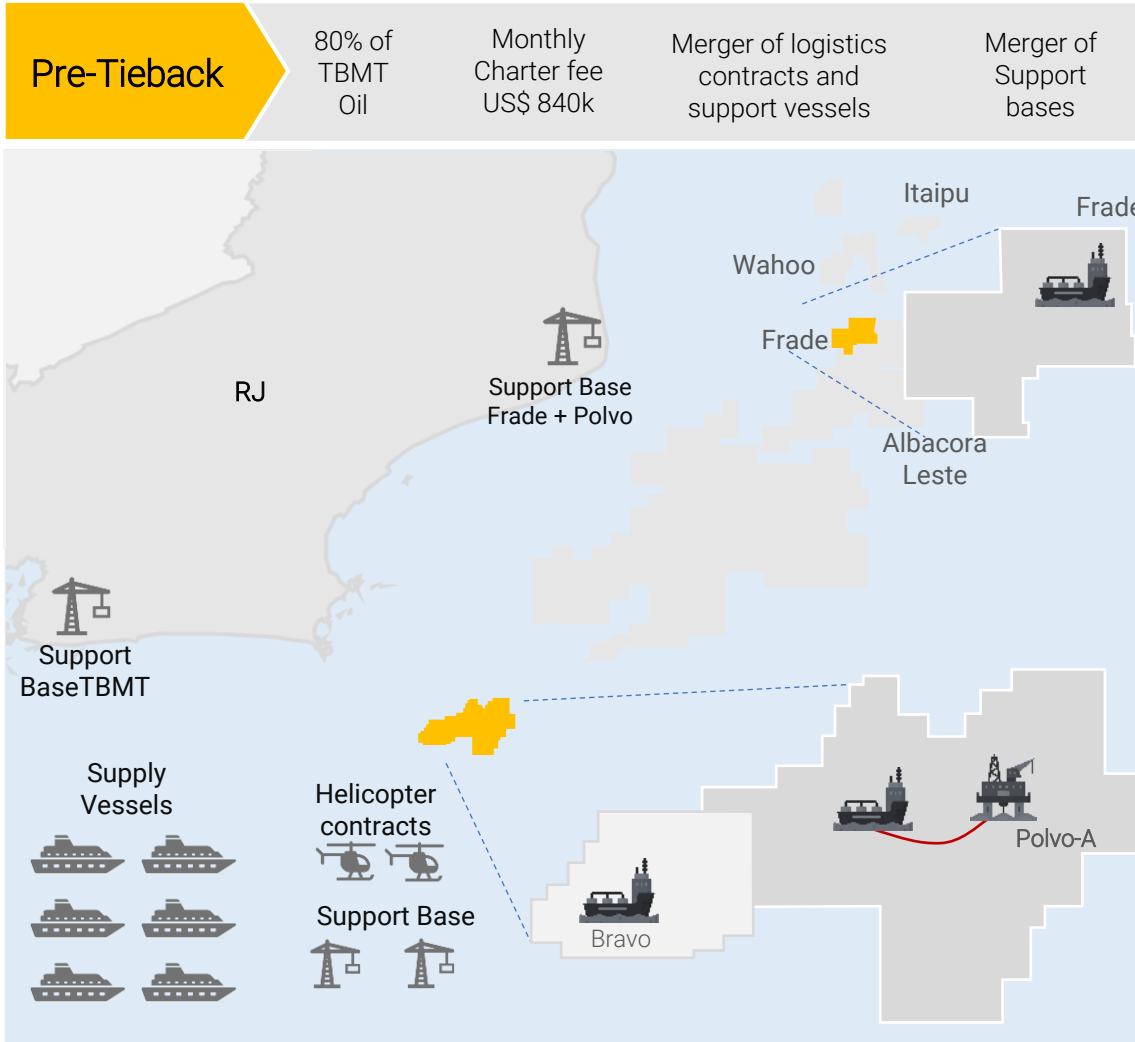 Pre-Tieback
80% of
TBMT
Oil
Monthly
Charter fee
US$ 840k
Merger of logistics
contracts and
support vessels
Merger of
Support
bases
Itaipu
Frade
Wahoo
Frade
RJ
Support Base
Frade + Polvo
Albacora
Leste
Support
BaseTBMT
Supply
Vessels
Helicopter
contracts
Support Base
Polvo-A
Bravo